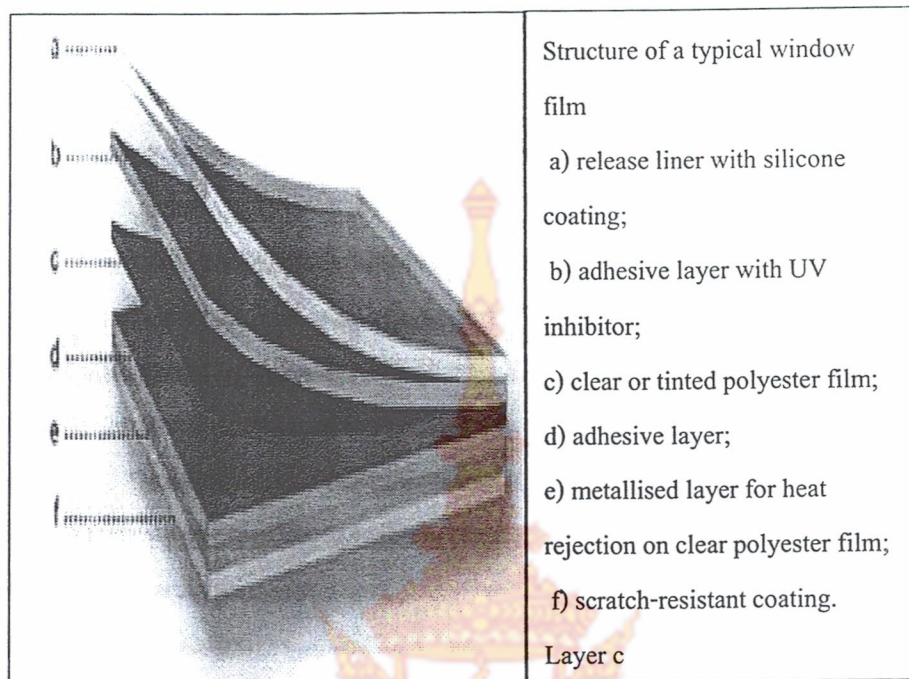 a
b
c
d
e
f
Structure of a typical window
film
a) release liner with silicone
coating;
b) adhesive layer with UV
inhibitor;
c) clear or tinted polyester film;
d) adhesive layer;
e) metallised layer for heat
rejection on clear polyester film;
f) scratch-resistant coating.
Layer c